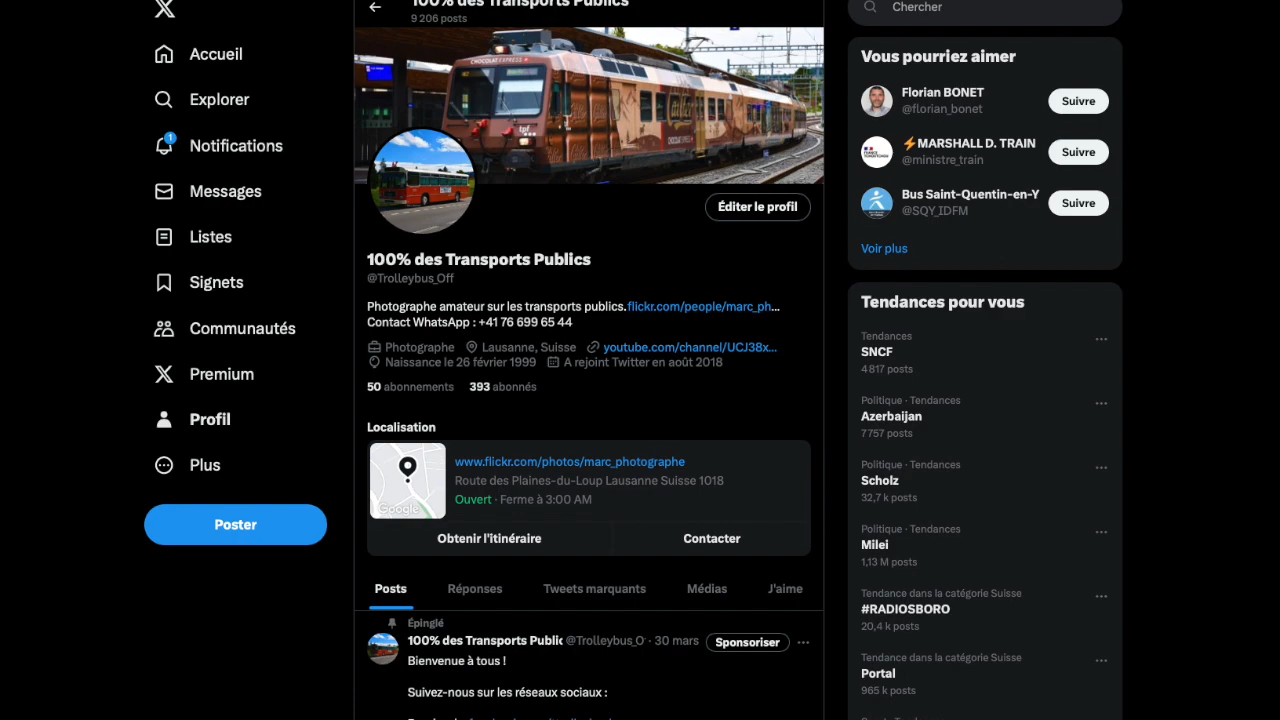 Accueil
Explorer
1
Notifications
Messages
Listes
Signets
Communautés
Premium
Profil
Plus
Poster
100% des Transports Publics
9 206 posts
CHOCOLAT EXPRESS
tpf
Éditer le profil
100% des Transports Publics
@Trolleybus_Off
Photographe amateur sur les transports publics.flickr.com/people/marc_ph...
Contact WhatsApp : +41 76 699 65 44
Photographe Lausanne, Suisse youtube.com/channel/UCJ38x...
Naissance le 26 février 1999 A rejoint Twitter en août 2018
50 abonnements 393 abonnés
Localisation
www.flickr.com/photos/marc_photographe
Route des Plaines-du-Loup Lausanne Suisse 1018
Ouvert · Ferme à 3:00 AM
Google
Obtenir l'itinéraire Contacter
Posts Réponses Tweets marquants Médias J'aime
Épinglé
100% des Transports Public @Trolleybus_O · 30 mars Sponsoriser
Bienvenue à tous !
Suivez-nous sur les réseaux sociaux :
Chercher
Vous pourriez aimer
Florian BONET
@florian_bonet
Suivre
⚡MARSHALL D. TRAIN
@ministre_train
Suivre
Bus Saint-Quentin-en-Y
@SQY_IDFM
Suivre
Voir plus
Tendances pour vous
Tendances
SNCF
4 817 posts
Politique · Tendances
Azerbaijan
7 757 posts
Politique · Tendances
Scholz
32,7 k posts
Politique · Tendances
Milei
1,13 M posts
Tendance dans la catégorie Suisse
#RADIOSBORO
20,4 k posts
Tendance dans la catégorie Suisse
Portal
965 k posts